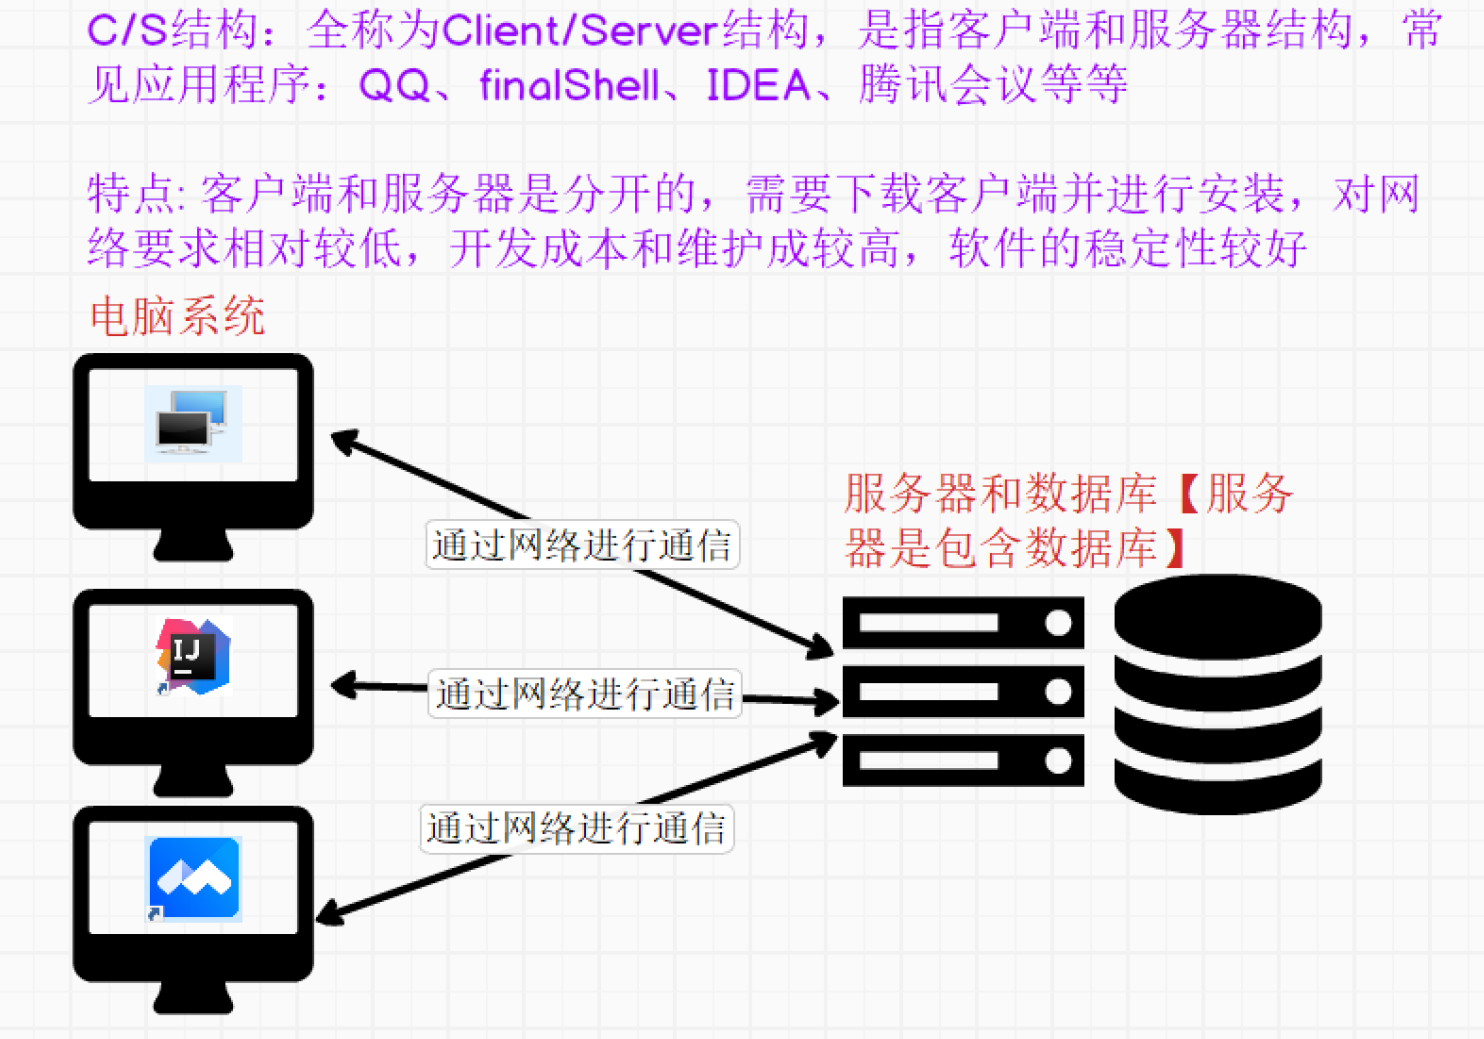 C/S结构：全称为Client/Server结构，是指客户端和服务器结构，常
见应用程序：QQ、finalShell、IDEA、腾讯会议等等
特点: 客户端和服务器是分开的，需要下载客户端并进行安装，对网
络要求相对较低，开发成本和维护成较高，软件的稳定性较好
电脑系统
服务器和数据库【服务
器是包含数据库】
通过网络进行通信
IJ
通过网络进行通信
通过网络进行通信